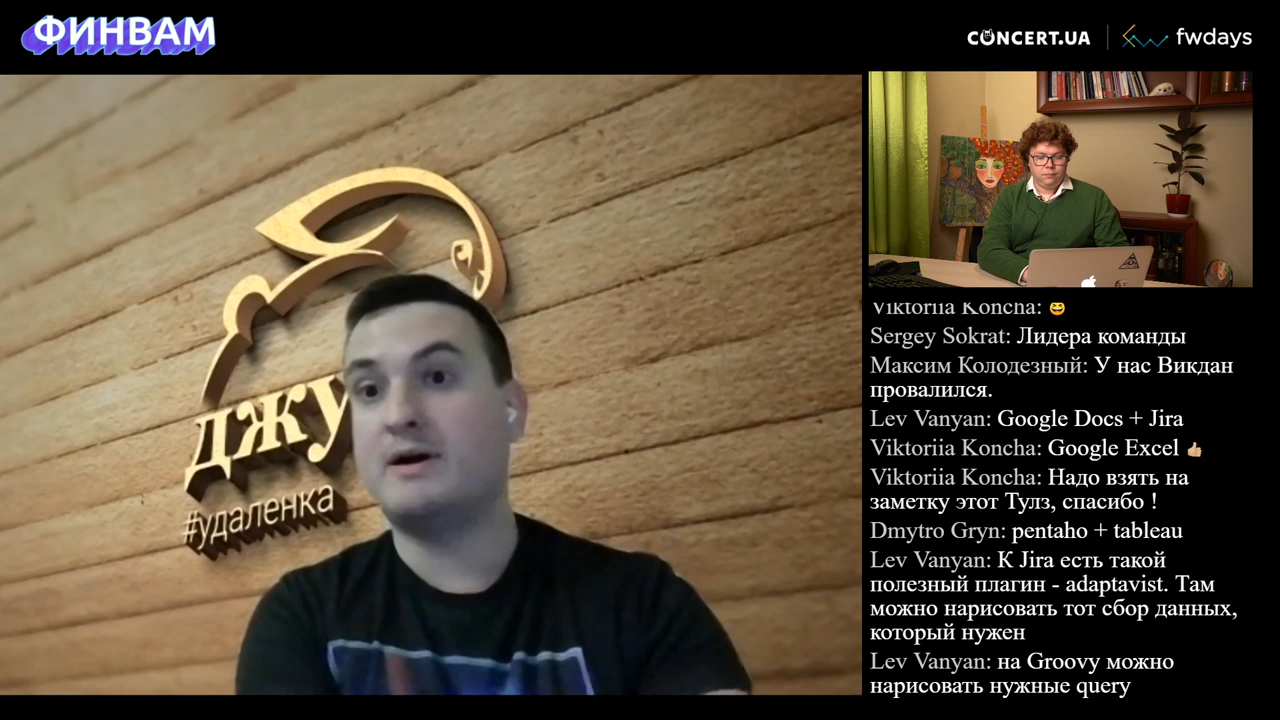 ФИНВАМ
CONCERT.UA
fwdays
джу
#удаленка
Viktoriia Koncha: 😆
Sergey Sokrat: Лидера команды
Максим Колодезный: У нас Викдан
провалился.
Lev Vanyan: Google Docs + Jira
Viktoriia Koncha: Google Excel 👍🏼
Viktoriia Koncha: Надо взять на
заметку этот Тулз, спасибо !
Dmytro Gryn: pentaho + tableau
Lev Vanyan: К Jira есть такой
полезный плагин - adaptavist. Там
можно нарисовать тот сбор данных,
который нужен
Lev Vanyan: на Groovy можно
нарисовать нужные query